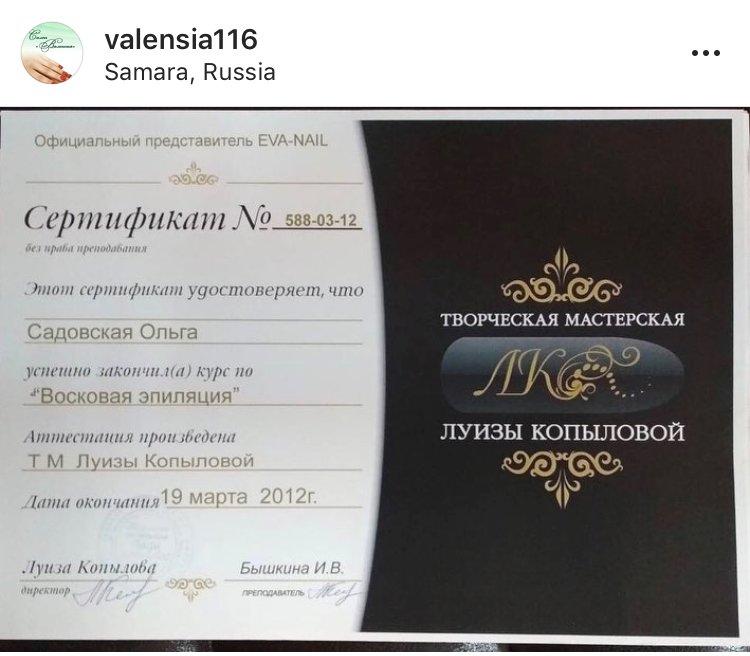 valensia116
Samara, Russia
Официальный представитель EVA-NAIL
Сертификат № 588-03-12
без права преподавания
Этот сертификат удостоверяет, что
Садовская Ольга
успешно закончил(а) курс по
“Восковая эпиляция”
Аттестация произведена
Т М Луизы Копыловой
Дата окончания 19 марта 2012г.
Луиза Копылова
директор
Бышкина И.В.
ПРЕПОДАВАТЕЛЬ
ТВОРЧЕСКАЯ МАСТЕРСКАЯ
ЛК
ЛУИЗЫ КОПЫЛОВОЙ